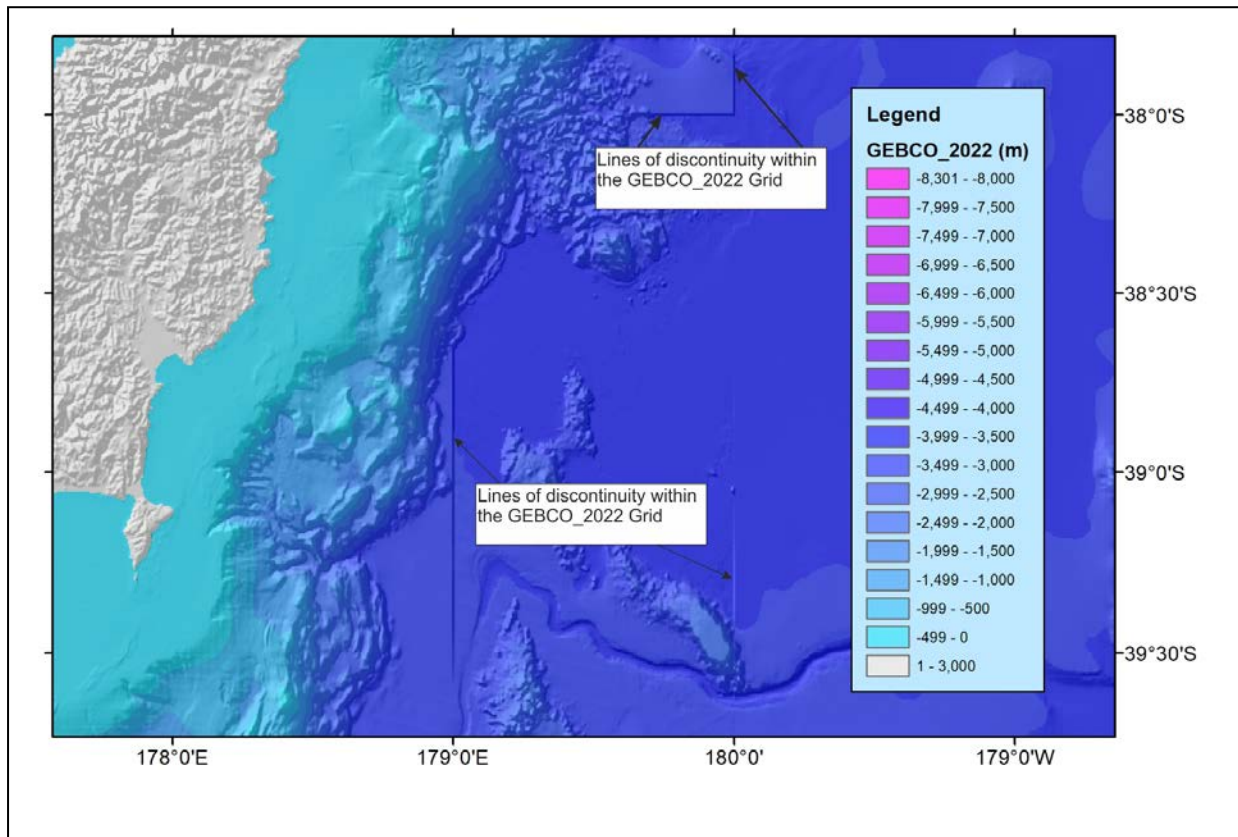 Lines of discontinuity within
the GEBCO_2022 Grid
Lines of discontinuity within
the GEBCO_2022 Grid
Legend
GEBCO_2022 (m)
-8,301 - -8,000
-7,999 - -7,500
-7,499 - -7,000
-6,999 - -6,500
-6,499 - -6,000
-5,999 - -5,500
-5,499 - -5,000
-4,999 - -4,500
-4,499 - -4,000
-3,999 - -3,500
-3,499 - -3,000
-2,999 - -2,500
-2,499 - -2,000
-1,999 - -1,500
-1,499 - -1,000
-999 - -500
-499 - 0
1 - 3,000
38°0'S
38°30'S
39°0'S
39°30'S
178°0'E
179°0'E
180°0'
179°0'W